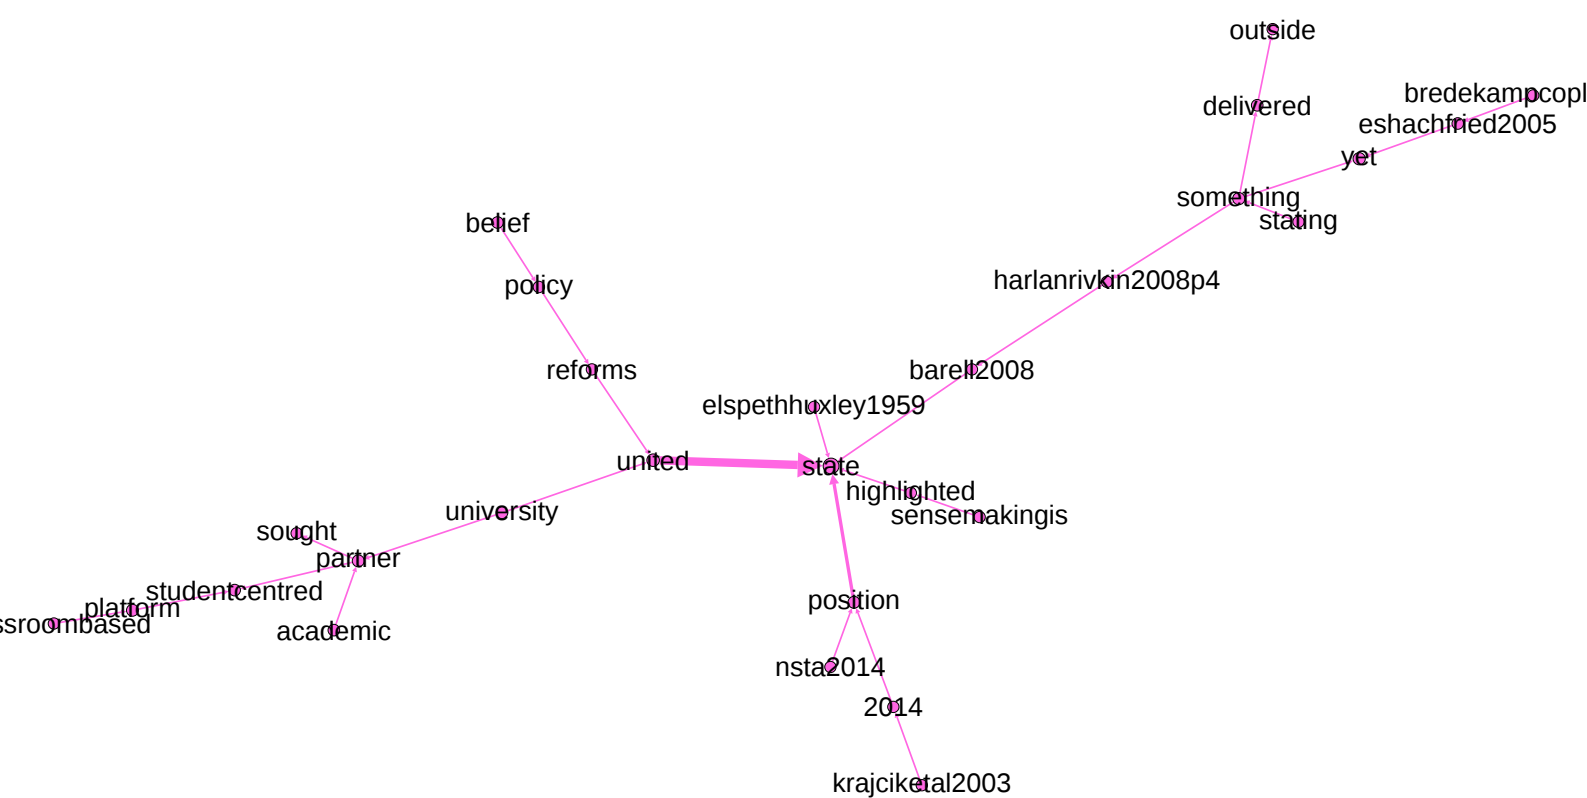 outside
bredekampcopl
delivered
eshachfried2005
yet
something
stating
belief
harlanrivkin2008p4
policy
reforms
barell2008
elspethhuxley1959
united
state
highlighted
university
sensemakingis
sought
partner
studentcentred
position
platform
ssroombased
academic
nsta2014
2014
krajciketal2003